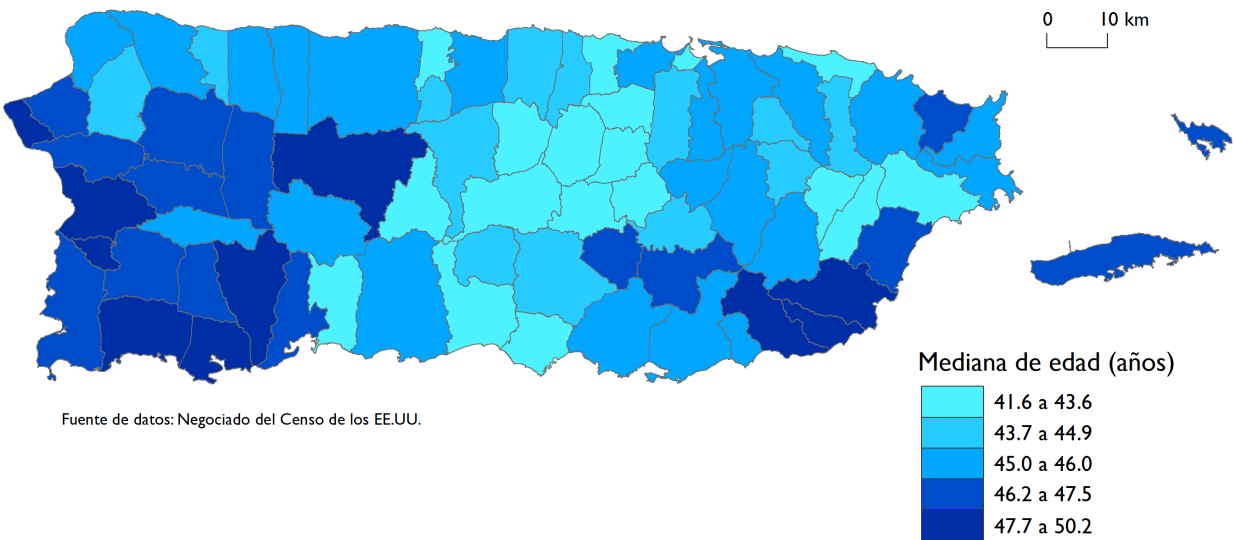 0 10 km
Mediana de edad (años)
41.6 a 43.6
43.7 a 44.9
45.0 a 46.0
46.2 a 47.5
47.7 a 50.2
Fuente de datos: Negociado del Censo de los EE.UU.